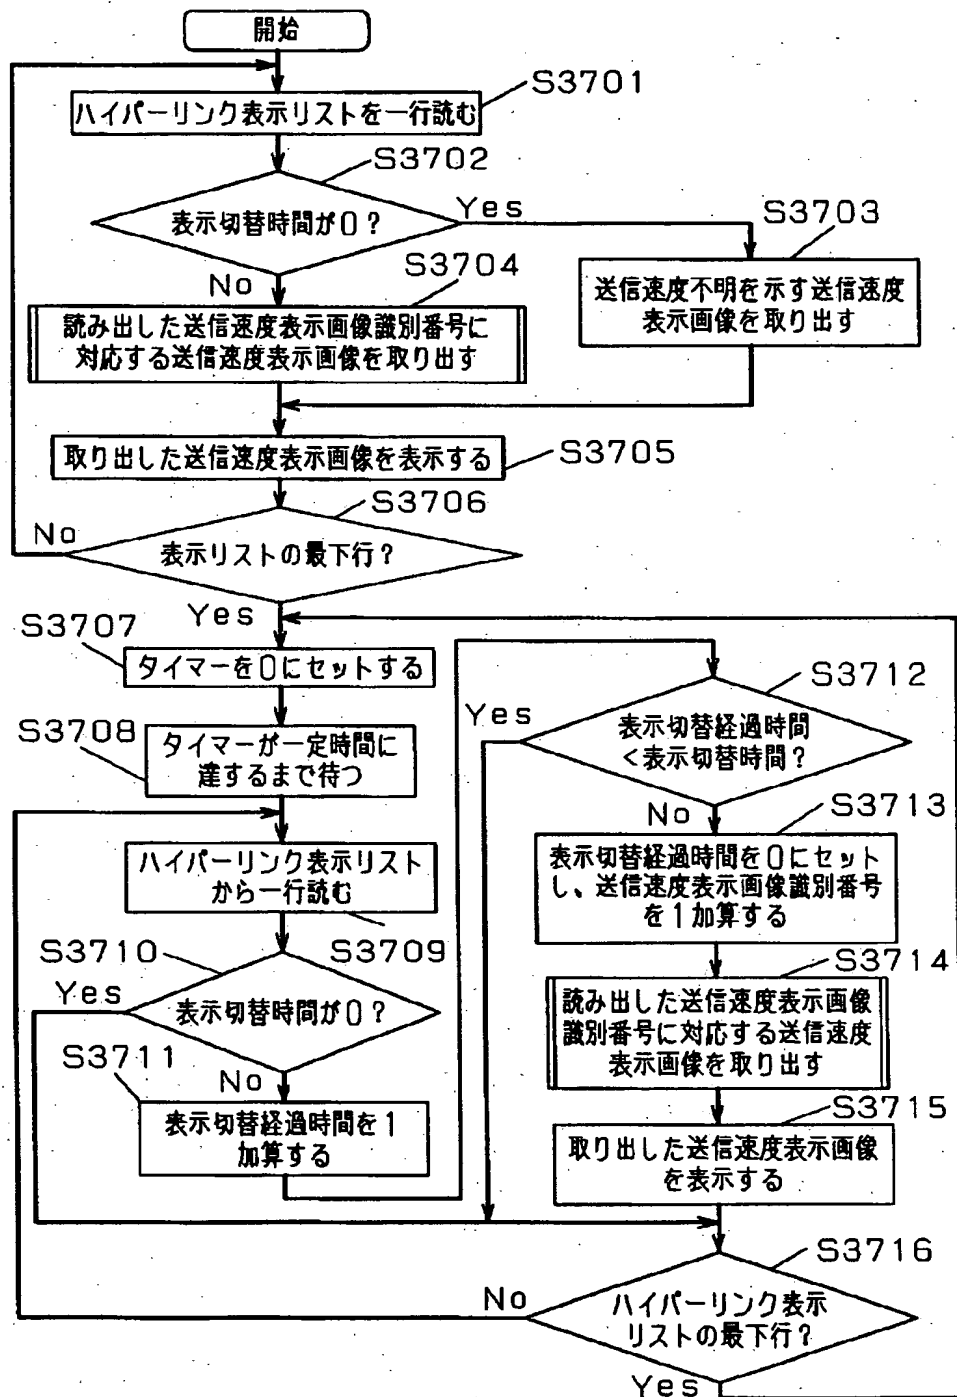 開始
S3701
ハイパーリンク表示リストを一行読む
S3702
表示切替時間が0?
Yes
S3703
送信速度不明を示す送信速度
表示画像を取り出す
No
S3704
読み出した送信速度表示画像識別番号に
対応する送信速度表示画像を取り出す
取り出した送信速度表示画像を表示する
S3705
S3706
No
表示リストの最下行?
Yes
S3707
タイマーを0にセットする
S3708
タイマーが一定時間に
達するまで待つ
ハイパーリンク表示リスト
から一行読む
S3709
S3710
Yes
表示切替時間が0?
S3711
No
表示切替経過時間を1
加算する
S3712
Yes
表示切替経過時間
<表示切替時間?
No
S3713
表示切替経過時間を0にセット
し、送信速度表示画像識別番号
を1加算する
S3714
読み出した送信速度表示画像
識別番号に対応する送信速度
表示画像を取り出す
S3715
取り出した送信速度表示画像
を表示する
S3716
No
ハイパーリンク表示
リストの最下行?
Yes